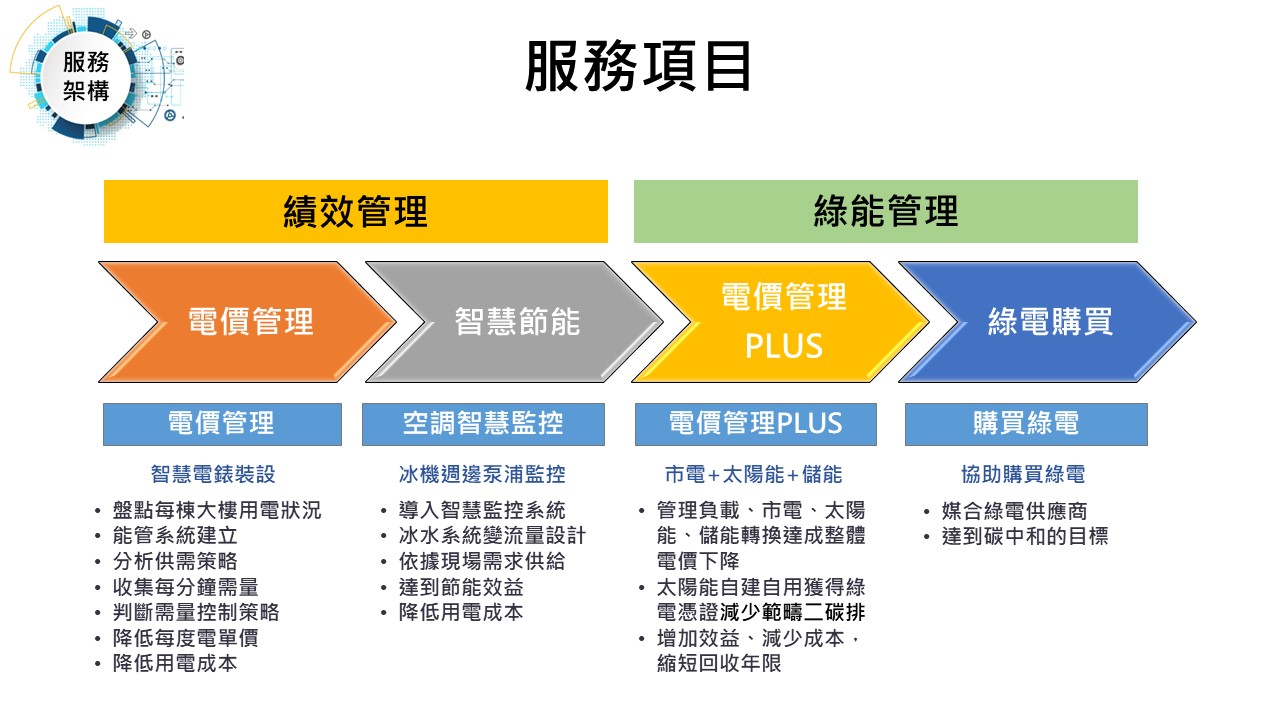 服務
架構
服務項目
績效管理
綠能管理
電價管理
智慧節能
電價管理
PLUS
綠電購買
電價管理
智慧電錶裝設
• 盤點每棟大樓用電狀況
• 能管系統建立
• 分析供需策略
• 收集每分鐘需量
• 判斷需量控制策略
• 降低每度電單價
• 降低用電成本
空調智慧監控
冰機週邊泵浦監控
• 導入智慧監控系統
• 冰水系統變流量設計
• 依據現場需求供給
• 達到節能效益
• 降低用電成本
電價管理PLUS
市電+太陽能+儲能
• 管理負載、市電、太陽
能、儲能轉換達成整體
電價下降
• 太陽能自建自用獲得綠
電憑證減少範疇二碳排
• 增加效益、減少成本，
縮短回收年限
購買綠電
協助購買綠電
• 媒合綠電供應商
• 達到碳中和的目標